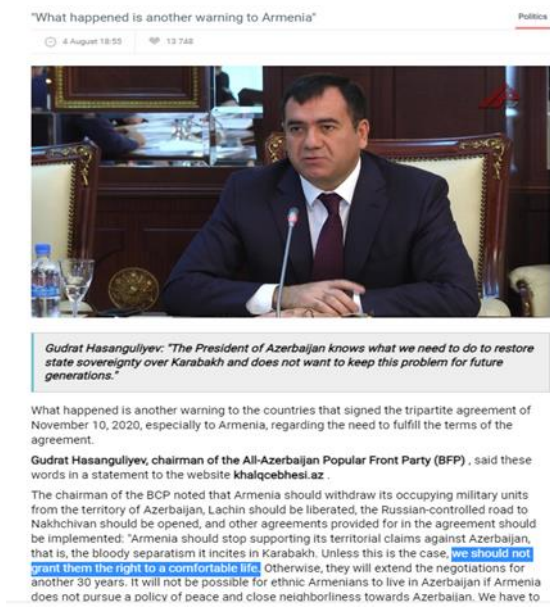 "What happened is another warning to Armenia"
Politics
4 August 18:55
13 748
Gudrat Hasanguliyev: "The President of Azerbaijan knows what we need to do to restore
state sovereignty over Karabakh and does not want to keep this problem for future
generations."
What happened is another warning to the countries that signed the tripartite agreement of
November 10, 2020, especially to Armenia, regarding the need to fulfill the terms of the
agreement.
Gudrat Hasanguliyev, chairman of the All-Azerbaijan Popular Front Party (BFP) , said these
words in a statement to the website khalqcebhesi.az .
The chairman of the BCP noted that Armenia should withdraw its occupying military units
from the territory of Azerbaijan, Lachin should be liberated, the Russian-controlled road to
Nakhchivan should be opened, and other agreements provided for in the agreement should
be implemented: "Armenia should stop supporting its territorial claims against Azerbaijan,
that is, the bloody separatism it incites in Karabakh. Unless this is the case, we should not
grant them the right to a comfortable life. Otherwise, they will extend the negotiations for
another 30 years. It will not be possible for ethnic Armenians to live in Azerbaijan if Armenia
does not pursue a policy of peace and close neighborliness towards Azerbaijan. We have to